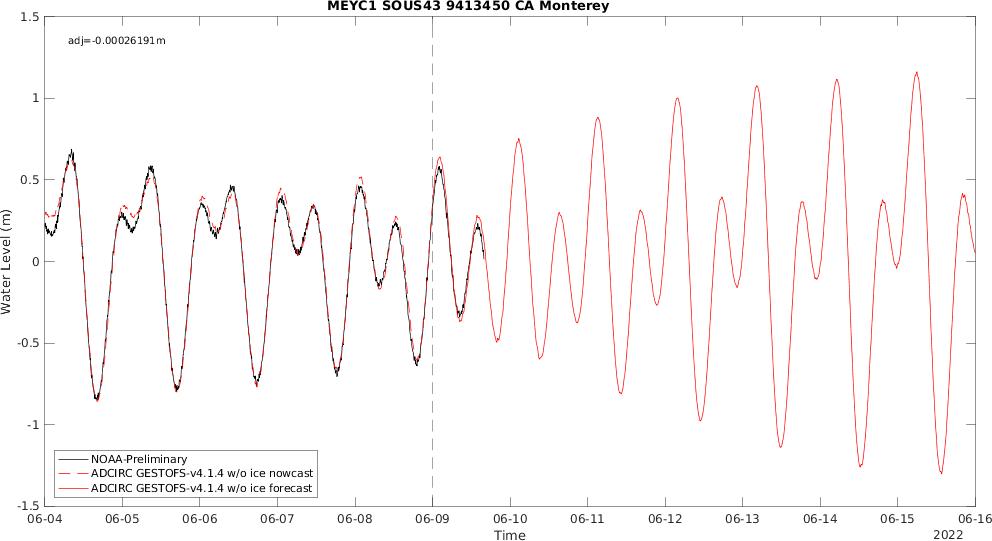 MEYC1 SOUS43 9413450 CA Monterey
adj=-0.00026191m
1.5
1
0.5
0
-0.5
-1
-1.5
Water Level (m)
NOAA-Preliminary
ADCIRC GESTOFS-v4.1.4 w/o ice nowcast
ADCIRC GESTOFS-v4.1.4 w/o ice forecast
06-04 06-05 06-06 06-07 06-08 06-09 06-10 06-11 06-12 06-13 06-14 06-15 06-16
Time
2022